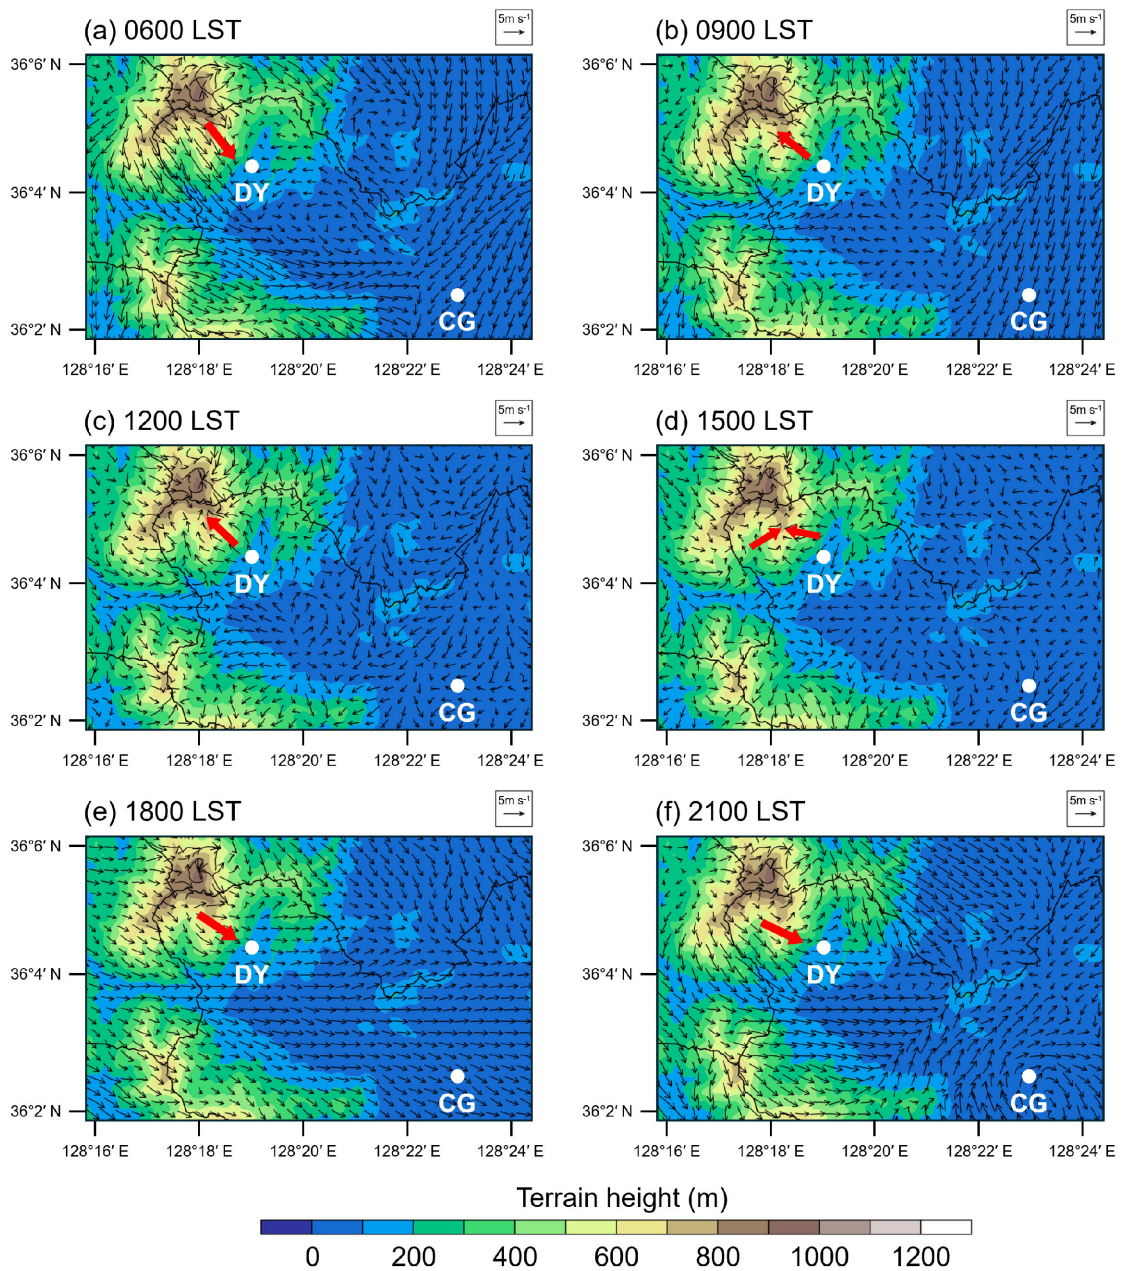 (a) 0600 LST
5m s-1
(b) 0900 LST
5m s-1
36°6′ N
36°4′ N
36°2′ N
DY
CG
128°16′ E 128°18′ E 128°20′ E 128°22′ E 128°24′ E
36°6′ N
36°4′ N
36°2′ N
DY
CG
128°16′ E 128°18′ E 128°20′ E 128°22′ E 128°24′ E
(c) 1200 LST
5m s-1
(d) 1500 LST
5m s-1
36°6′ N
36°4′ N
36°2′ N
DY
CG
128°16′ E 128°18′ E 128°20′ E 128°22′ E 128°24′ E
36°6′ N
36°4′ N
36°2′ N
DY
CG
128°16′ E 128°18′ E 128°20′ E 128°22′ E 128°24′ E
(e) 1800 LST
5m s-1
(f) 2100 LST
5m s-1
36°6′ N
36°4′ N
36°2′ N
DY
CG
128°16′ E 128°18′ E 128°20′ E 128°22′ E 128°24′ E
36°6′ N
36°4′ N
36°2′ N
DY
CG
128°16′ E 128°18′ E 128°20′ E 128°22′ E 128°24′ E
Terrain height (m)
0 200 400 600 800 1000 1200